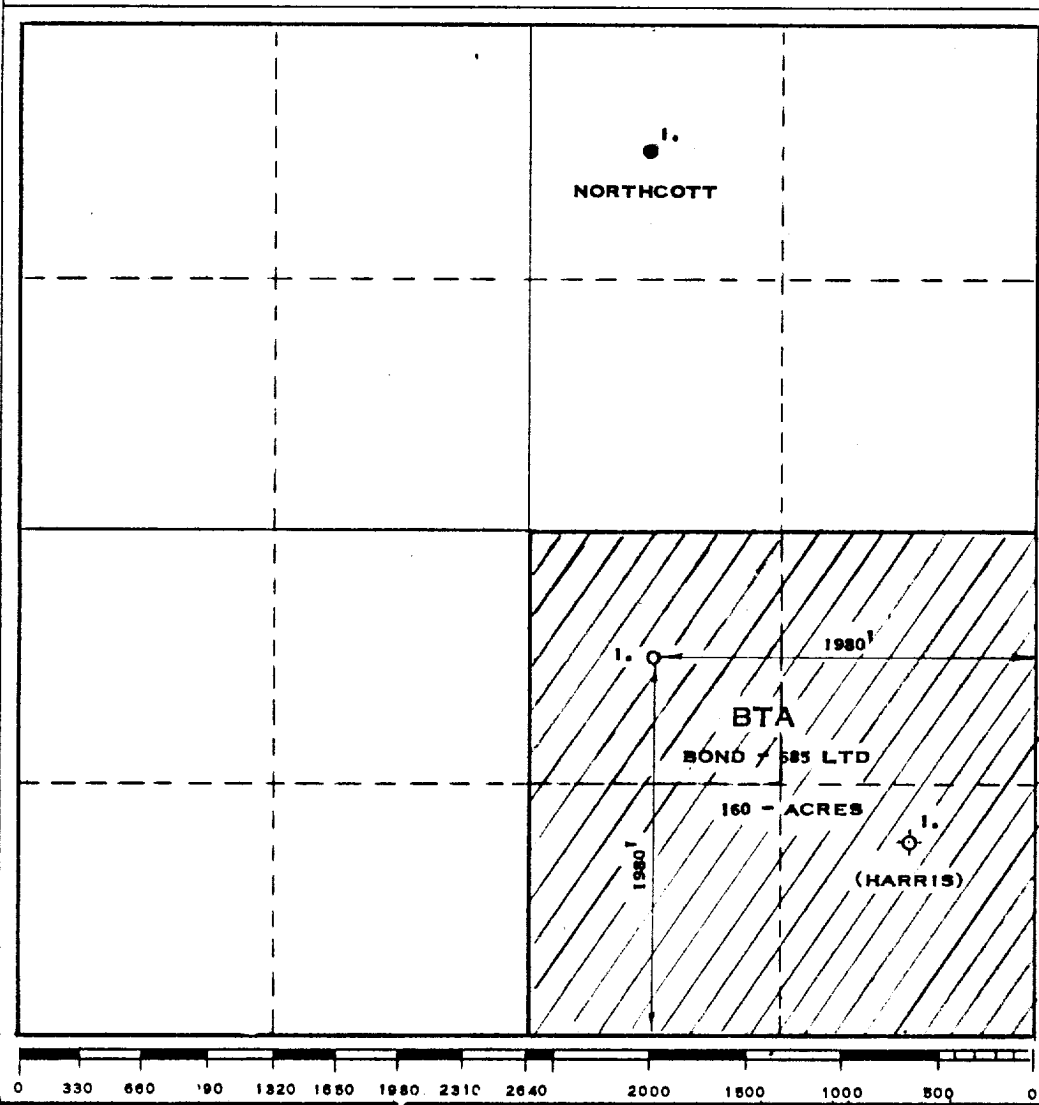 1.
NORTHCOTT
1. 1980'
BTA
BOND - 685 LTD
160 - ACRES
1.
1980'
(HARRIS)
0 330 660 '90 1320 1650 1980. 2310 2640 2000 1500 1000 500 0